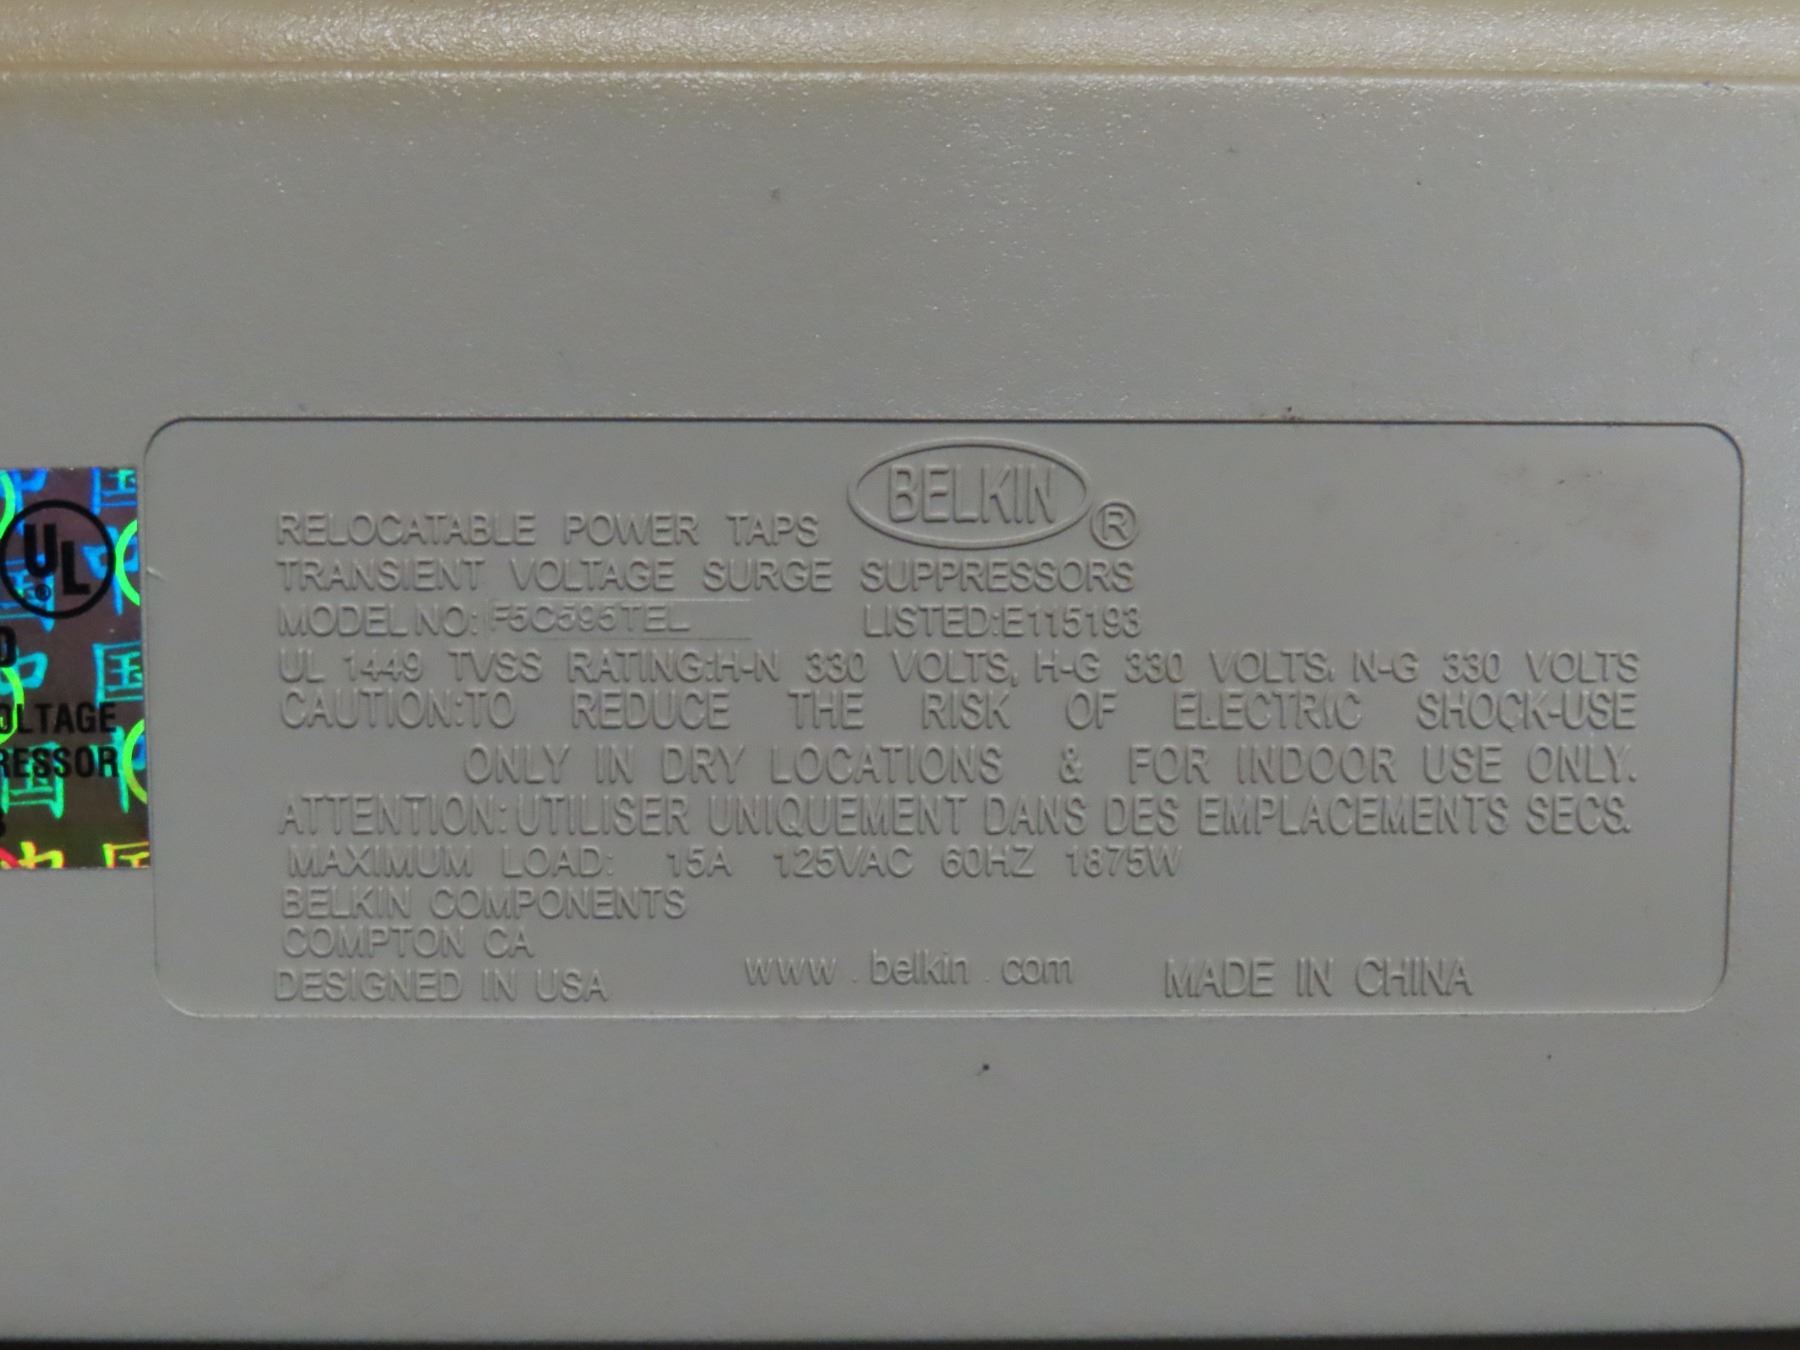 BELKIN ®
RELOCATABLE POWER TAPS
TRANSIENT VOLTAGE SURGE SUPPRESSORS
MODEL NO: F5C595TEL LISTED:E115193
UL 1449 TVSS RATING:H-N 330 VOLTS, H-G 330 VOLTS, N-G 330 VOLTS
CAUTION:TO REDUCE THE RISK OF ELECTRIC SHOCK-USE
ONLY IN DRY LOCATIONS & FOR INDOOR USE ONLY.
ATTENTION:UTILISER UNIQUEMENT DANS DES EMPLACEMENTS SECS.
MAXIMUM LOAD: 15A 125VAC 60HZ 1875W
BELKIN COMPONENTS
COMPTON CA
DESIGNED IN USA www.belkin.com MADE IN CHINA
UL®
OLTAGE
RESSOR
中国